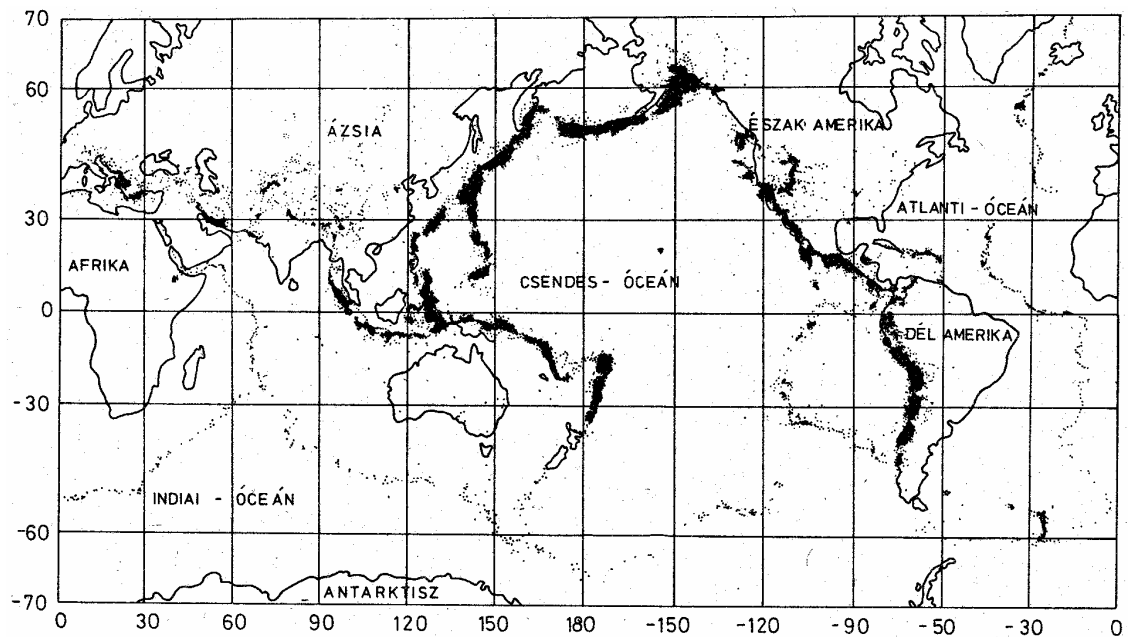 70
60
ÁZSIA
ÉSZAK AMERIKA
30
ATLANTI - ÓCEÁN
AFRIKA
CSENDES - ÓCEÁN
0
DÉL AMERIKA
-30
INDIAI - ÓCEÁN
-60
ANTARKTISZ
-70
0 30 60 90 120 150 180 -150 -120 -90 -30 0